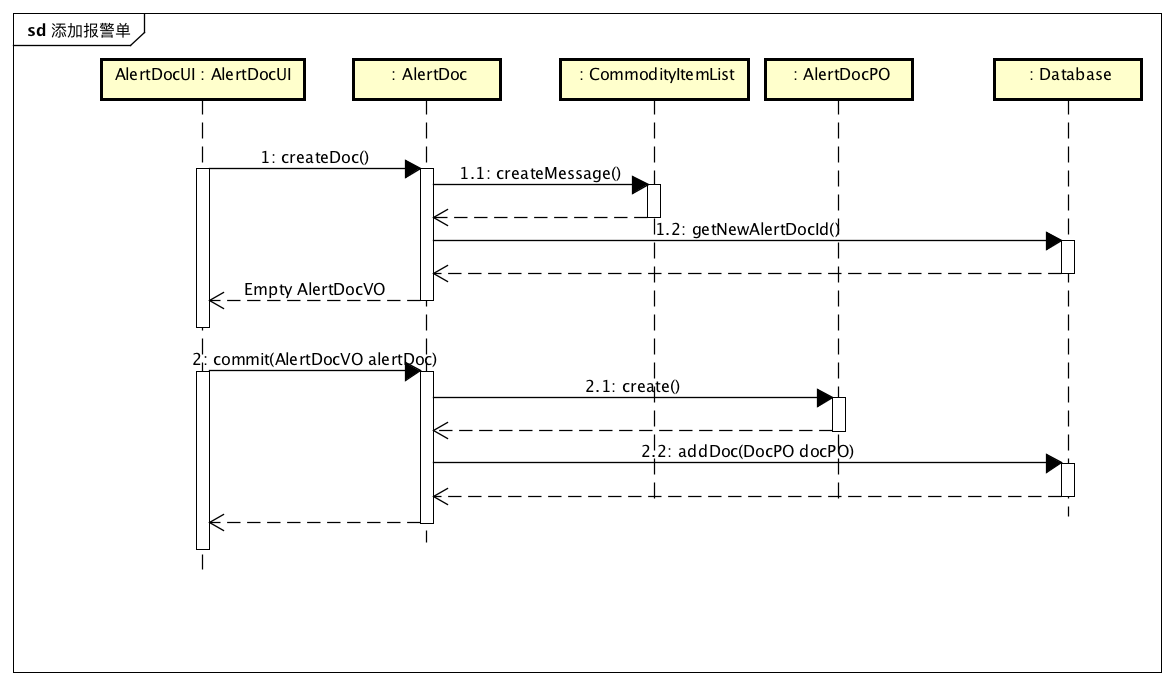 sd 添加报警单
AlertDocUI : AlertDocUI
: AlertDoc
: CommodityItemList
: AlertDocPO
: Database
1: createDoc()
1.1: createMessage()
1.2: getNewAlertDocId()
Empty AlertDocVO
2: commit(AlertDocVO alertDoc)
2.1: create()
2.2: addDoc(DocPO docPO)